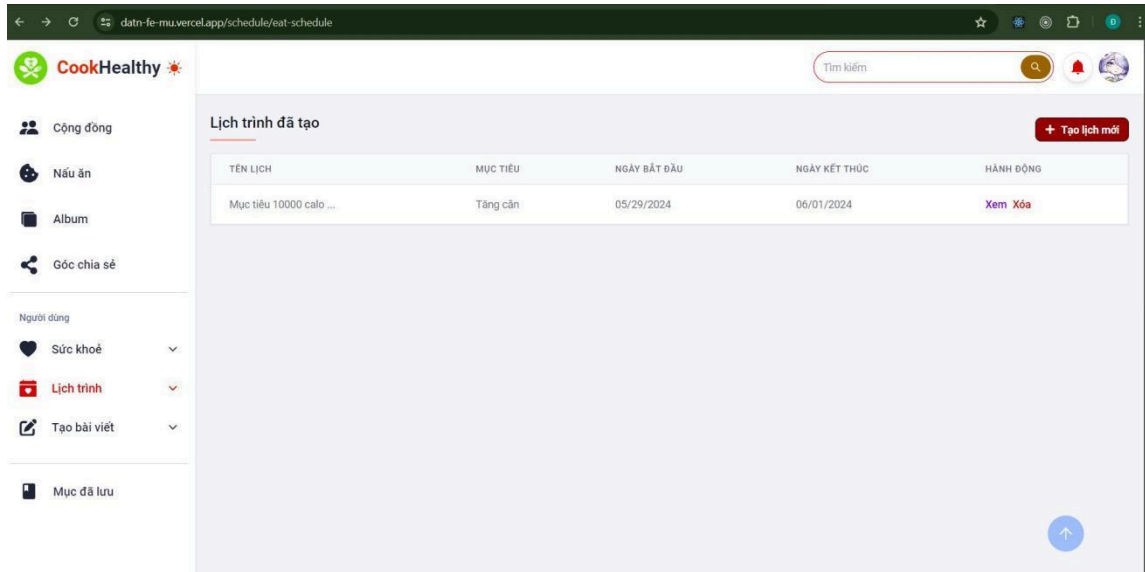 datn-fe-mu.vercel.app/schedule/eat-schedule
Đ
CookHealthy
Tìm kiếm
Cộng đồng
Nấu ăn
Album
Góc chia sẻ
Người dùng
Sức khoẻ
Lịch trình
Tạo bài viết
Mục đã lưu
Lịch trình đã tạo
+ Tạo lịch mới
TÊN LỊCH MỤC TIÊU NGÀY BẮT ĐẦU NGÀY KẾT THÚC HÀNH ĐỘNG
Mục tiêu 10000 calo ... Tăng cân 05/29/2024 06/01/2024 Xem Xóa